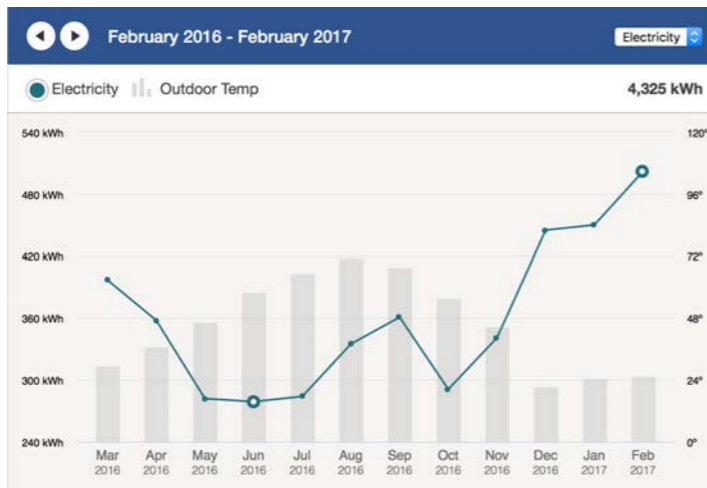 February 2016 - February 2017
Electricity
Electricity Outdoor Temp 4,325 kWh
540 kWh 120°
480 kWh 96°
420 kWh 72°
360 kWh 48°
300 kWh 24°
240 kWh 0°
Mar Apr May Jun Jul Aug Sep Oct Nov Dec Jan Feb
2016 2016 2016 2016 2016 2016 2016 2016 2016 2016 2017 2017